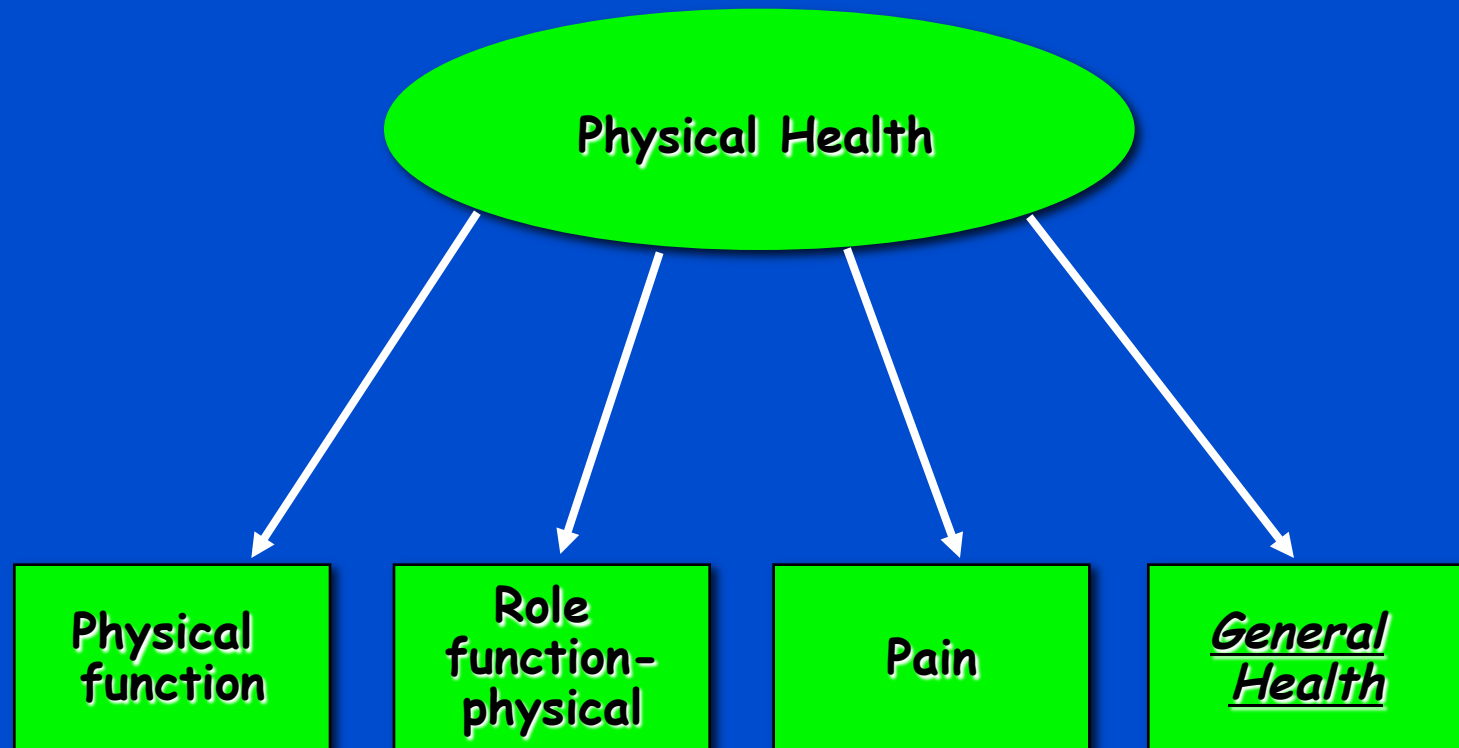 Physical Health
Physical
function
Role
function-
physical
Pain
General
Health